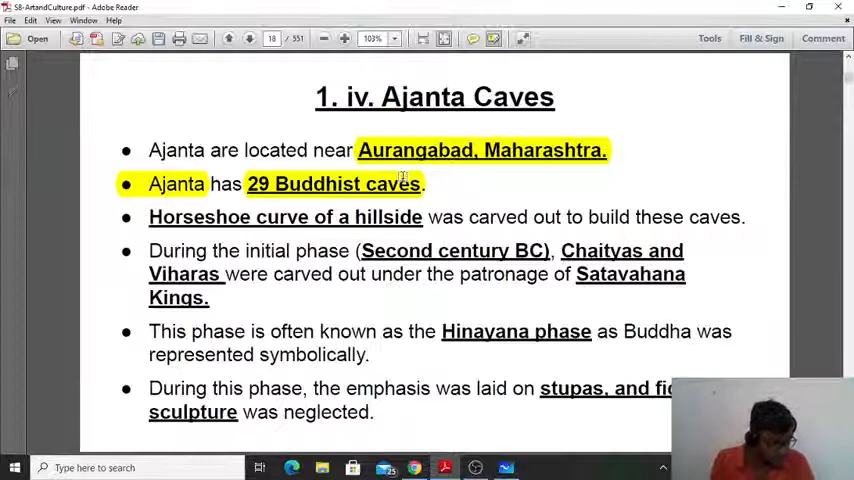 S8-ArtandCulture.pdf - Adobe Reader
File Edit View Window Help
Open 18 / 551 103% Tools Fill & Sign Comment
1. iv. Ajanta Caves
● Ajanta are located near Aurangabad, Maharashtra.
● Ajanta has 29 Buddhist caves.
● Horseshoe curve of a hillside was carved out to build these caves.
● During the initial phase (Second century BC), Chaityas and
Viharas were carved out under the patronage of Satavahana
Kings.
● This phase is often known as the Hinayana phase as Buddha was
represented symbolically.
● During this phase, the emphasis was laid on stupas, and
sculpture was neglected.
Type here to search